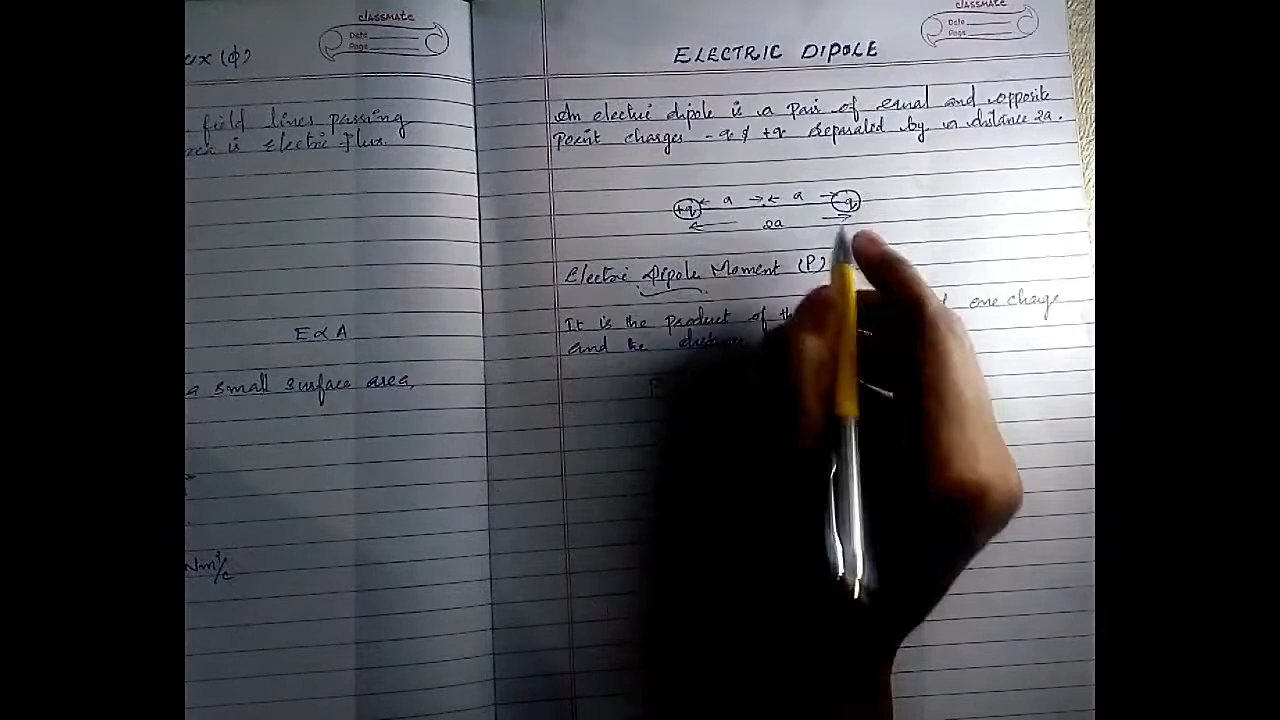 classmate
Date
Page
ux (ϕ)
field lines passing
is Electric Flux.
E ∝ A
a small surface area,
Nm²/c
classmate
Date
Page
ELECTRIC DIPOLE
An electric dipole is a pair of equal and opposite
point charges -q & +q separated by a distance 2a.
+q a a -q
2a
Electric Dipole Moment (P)
It is the product of the one charge
and the distance